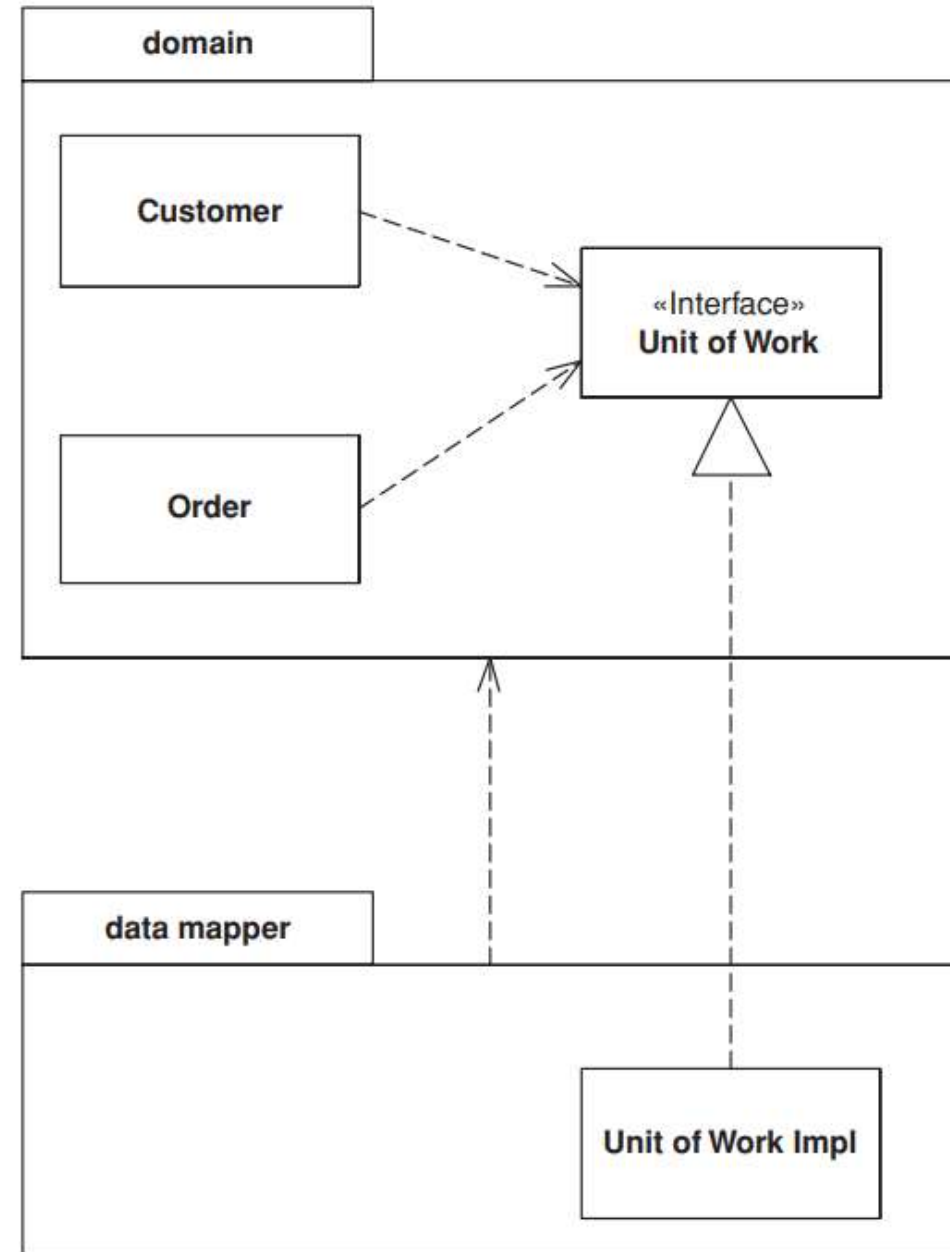 domain
Customer
«Interface»
Unit of Work
Order
data mapper
Unit of Work Impl